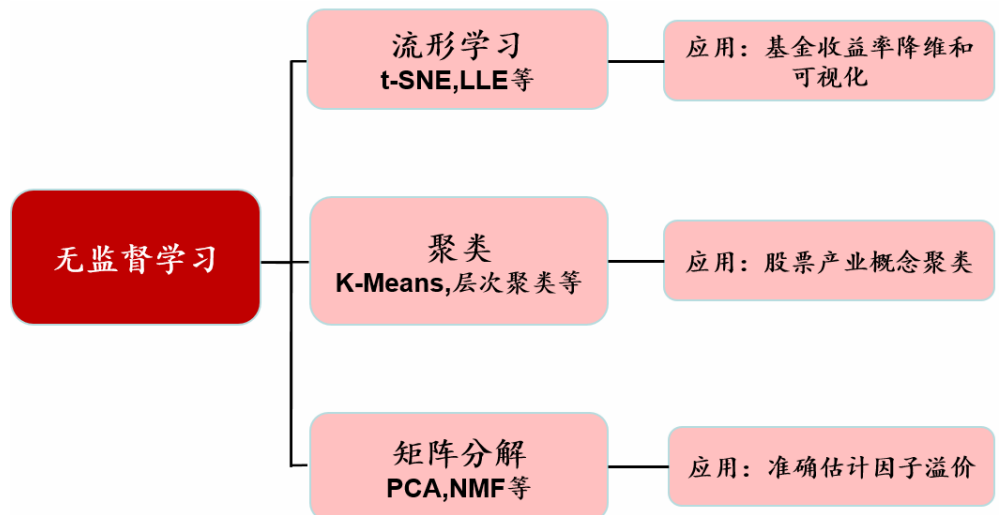 流形学习
t-SNE,LLE等
应用：基金收益率降维和
可视化
无监督学习
聚类
K-Means,层次聚类等
应用：股票产业概念聚类
矩阵分解
PCA,NMF等
应用：准确估计因子溢价